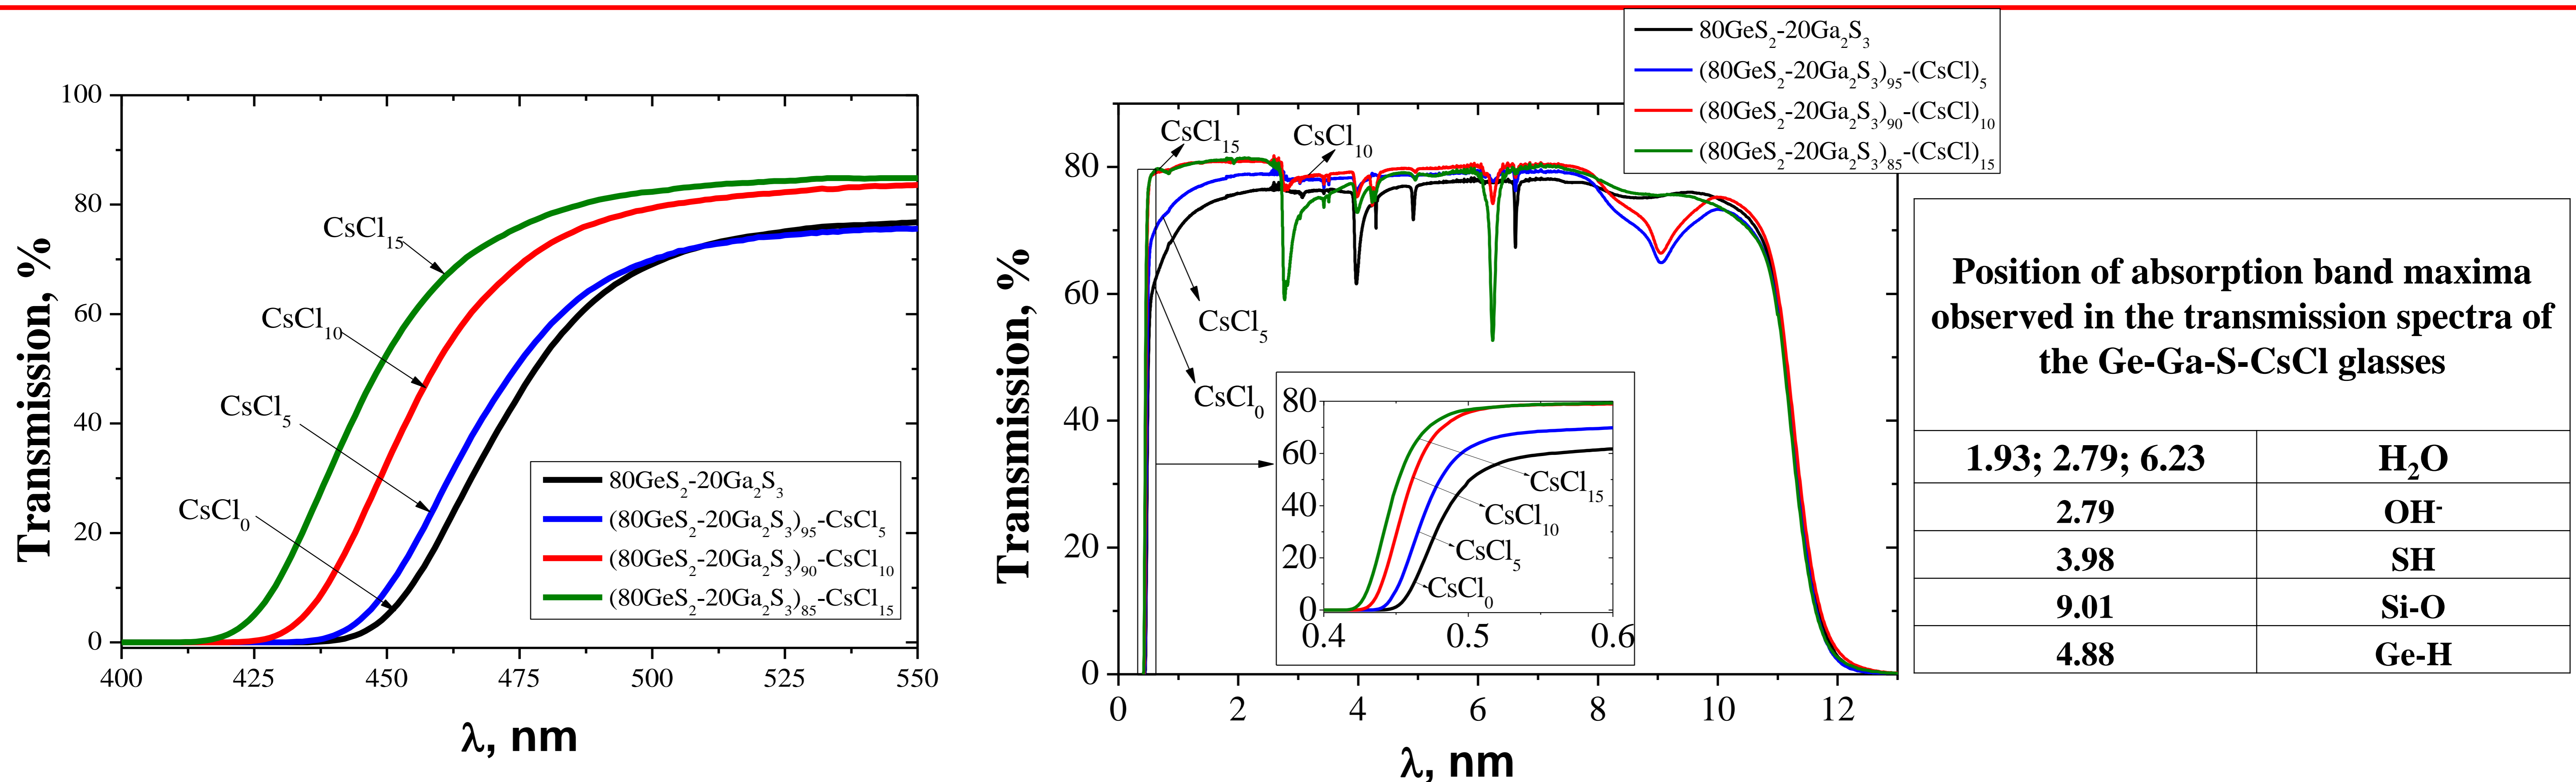 Transmission, %
100
80
60
40
20
0
400 425 450 475 500 525 550
λ, nm
CsCl₁₅
CsCl₁₀
CsCl₅
CsCl₀
80GeS₂-20Ga₂S₃
(80GeS₂-20Ga₂S₃)₉₅-CsCl₅
(80GeS₂-20Ga₂S₃)₉₀-CsCl₁₀
(80GeS₂-20Ga₂S₃)₈₅-CsCl₁₅
Transmission, %
80
60
40
20
0
0 2 4 6 8 10 12
λ, nm
CsCl₁₅
CsCl₁₀
CsCl₅
CsCl₀
80
60
40
20
0
0.4 0.5 0.6
CsCl₁₅
CsCl₁₀
CsCl₅
CsCl₀
80GeS₂-20Ga₂S₃
(80GeS₂-20Ga₂S₃)₉₅-(CsCl)₅
(80GeS₂-20Ga₂S₃)₉₀-(CsCl)₁₀
(80GeS₂-20Ga₂S₃)₈₅-(CsCl)₁₅
Position of absorption band maxima
observed in the transmission spectra of
the Ge-Ga-S-CsCl glasses
1.93; 2.79; 6.23 H₂O
2.79 OH⁻
3.98 SH
9.01 Si-O
4.88 Ge-H